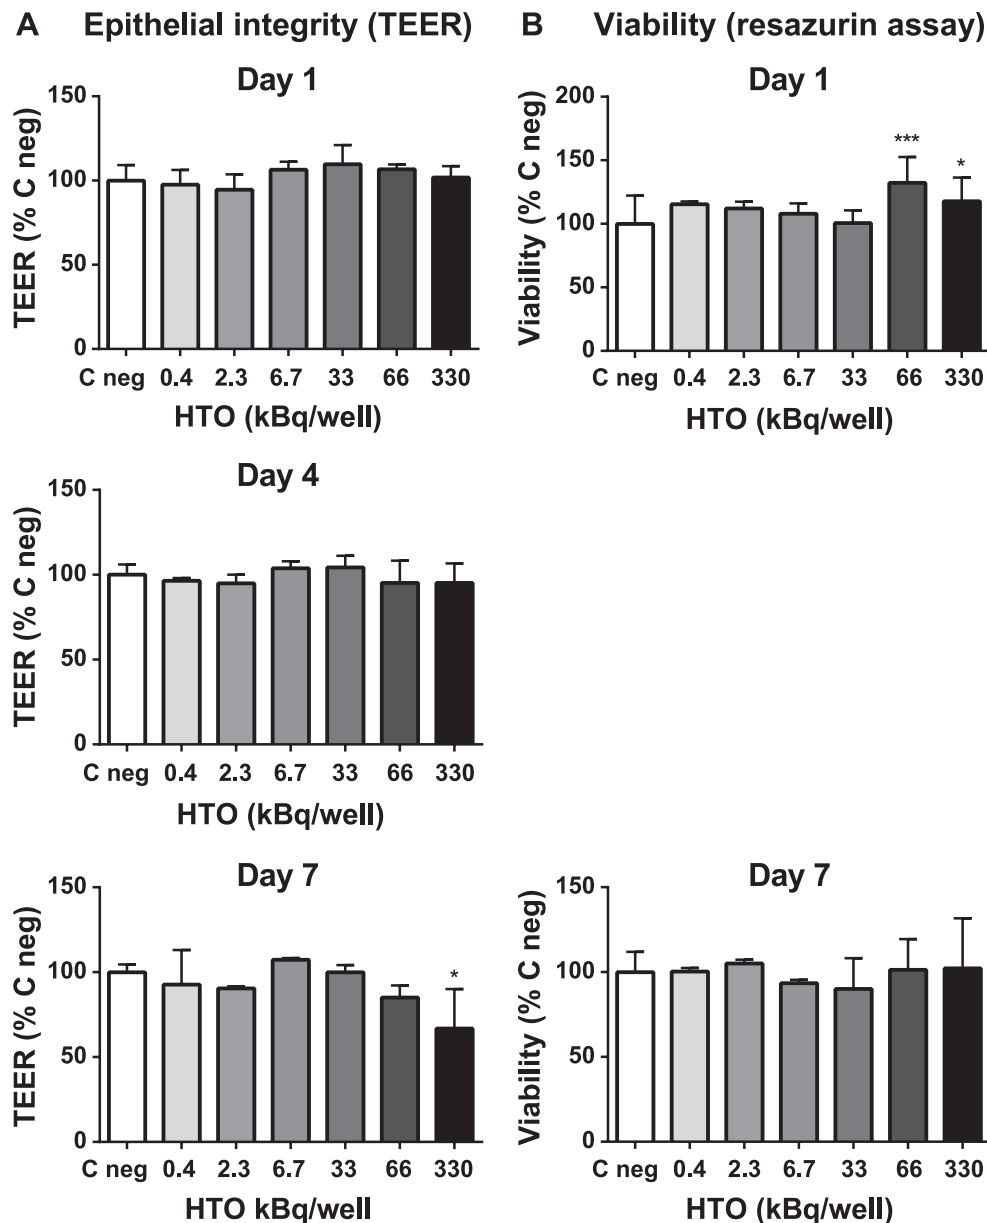 A Epithelial integrity (TEER)
Day 1
TEER (% C neg)
150
100
50
0
C neg 0.4 2.3 6.7 33 66 330
HTO (kBq/well)
Day 4
TEER (% C neg)
150
100
50
0
C neg 0.4 2.3 6.7 33 66 330
HTO (kBq/well)
Day 7
TEER (% C neg)
150
100
50
0
*
C neg 0.4 2.3 6.7 33 66 330
HTO kBq/well
B Viability (resazurin assay)
Day 1
Viability (% C neg)
200
150
100
50
0
***
*
C neg 0.4 2.3 6.7 33 66 330
HTO (kBq/well)
Day 7
Viability (% C neg)
150
100
50
0
C neg 0.4 2.3 6.7 33 66 330
HTO (kBq/well)